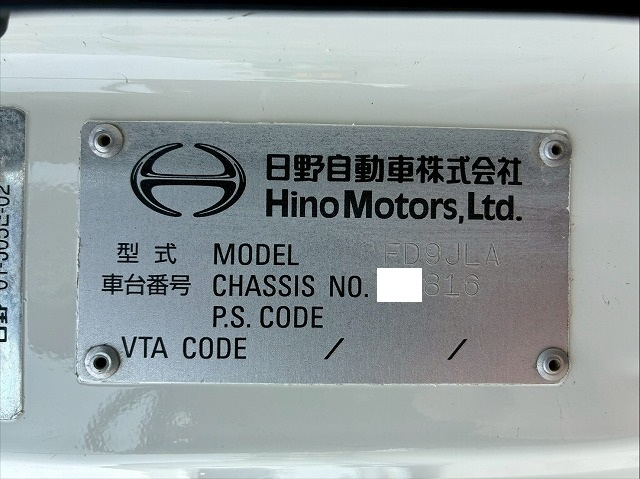 日野自動車株式会社
Hino Motors, Ltd.
型式 MODEL FD9JLA
車台番号 CHASSIS NO. 816
P.S. CODE
VTA CODE / /